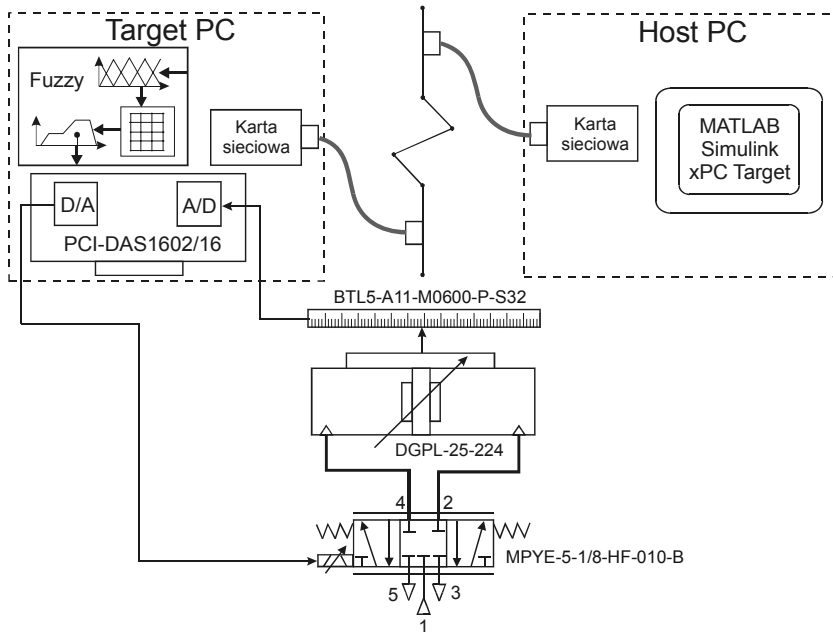 Target PC
Host PC
Fuzzy
Karta
sieciowa
Karta
sieciowa
MATLAB
Simulink
xPC Target
D/A
A/D
PCI-DAS1602/16
BTL5-A11-M0600-P-S32
DGPL-25-224
4
2
MPYE-5-1/8-HF-010-B
5
3
1